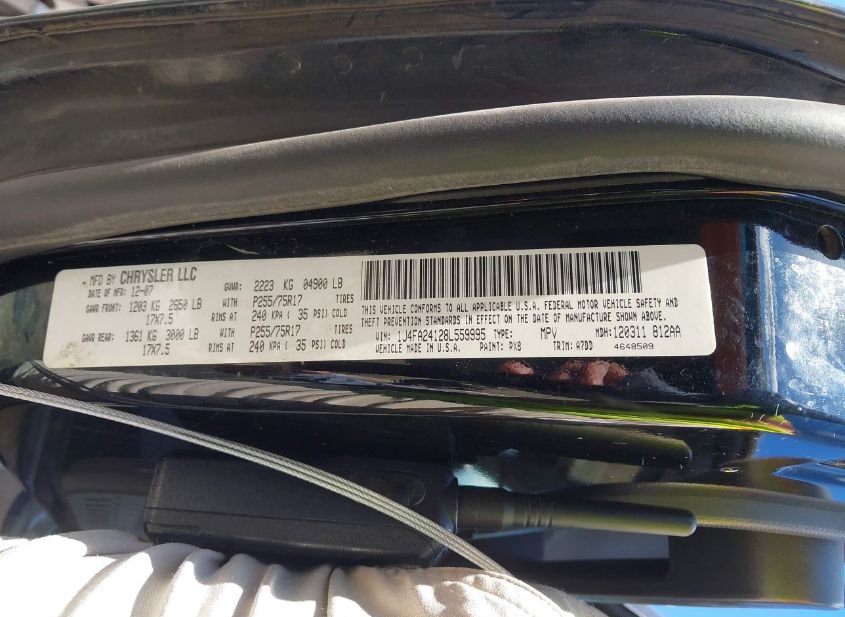 MFD BY CHRYSLER LLC
DATE OF MFR: 12-07
GVWR: 2223 KG 04900 LB
GAWR FRONT: 1203 KG 2650 LB WITH P255/75R17 TIRES
17X7.5 RIMS AT 240 KPA ( 35 PSI) COLD
GAWR REAR: 1361 KG 3000 LB WITH P255/75R17 TIRES
17X7.5 RIMS AT 240 KPA ( 35 PSI) COLD
THIS VEHICLE CONFORMS TO ALL APPLICABLE U.S.A. FEDERAL MOTOR VEHICLE SAFETY AND
THEFT PREVENTION STANDARDS IN EFFECT ON THE DATE OF MANUFACTURE SHOWN ABOVE.
VIN: 1J4FA24128L559995 TYPE: MPV MDH: 120311 812AA
VEHICLE MADE IN U.S.A. PAINT: PX8 TRIM: A7DD 4648509